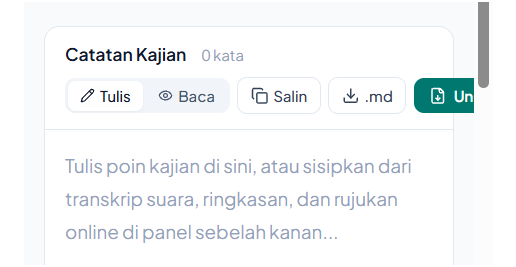 Catatan Kajian 0 kata
Tulis Baca Salin .md Un
Tulis poin kajian di sini, atau sisipkan dari
transkrip suara, ringkasan, dan rujukan
online di panel sebelah kanan...